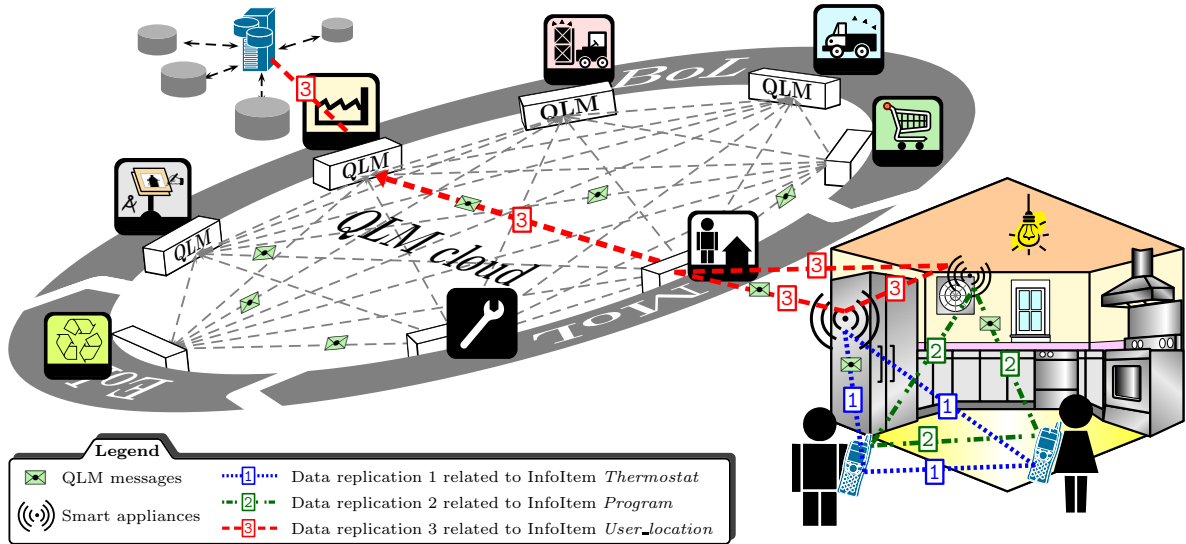 3
BoL
QLM
QLM
QLM
QLM
QLM cloud
3
3
3
3
MoL
EoL
2
2
1
1
2
1
Legend
QLM messages
1 Data replication 1 related to InfoItem Thermostat
Smart appliances
2 Data replication 2 related to InfoItem Program
3 Data replication 3 related to InfoItem User_location